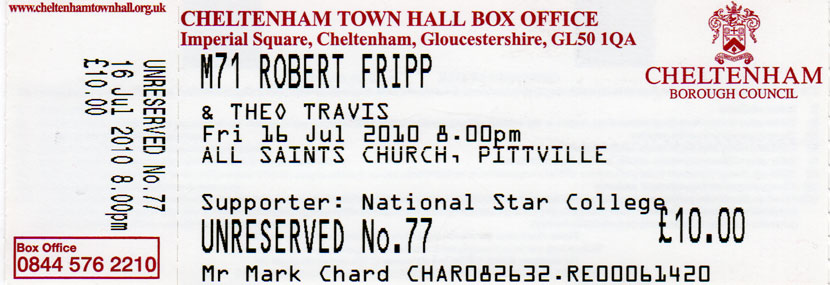 www.cheltenhamtownhall.org.uk
UNRESERVED No.77
16 Jul 2010 8.00pm
£10.00
Box Office
0844 576 2210
CHELTENHAM TOWN HALL BOX OFFICE
Imperial Square, Cheltenham, Gloucestershire, GL50 1QA
M71 ROBERT FRIPP
& THEO TRAVIS
Fri 16 Jul 2010 8.00pm
ALL SAINTS CHURCH, PITTVILLE
Supporter: National Star College
£10.00
UNRESERVED No.77
Mr Mark Chard CHAR082632.RE00061420
CHELTENHAM
BOROUGH COUNCIL